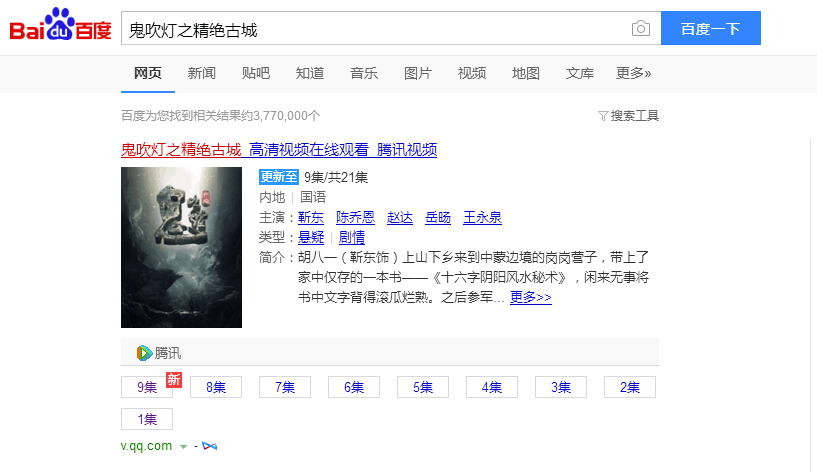 Bai du 百度 鬼吹灯之精绝古城 百度一下
网页 新闻 贴吧 知道 音乐 图片 视频 地图 文库 更多»
百度为您找到相关结果约3,770,000个 搜索工具
鬼吹灯之精绝古城_高清视频在线观看_腾讯视频
更新至 9集/共21集
内地 | 国语
主演：靳东 陈乔恩 赵达 岳旸 王永泉
类型：悬疑 | 剧情
简介：胡八一（靳东饰）上山下乡来到中蒙边境的岗岗营子，带上了
家中仅存的一本书——《十六字阴阳风水秘术》，闲来无事将
书中文字背得滚瓜烂熟。之后参军... 更多>>
腾讯
9集 新 8集 7集 6集 5集 4集 3集 2集
1集
v.qq.com -